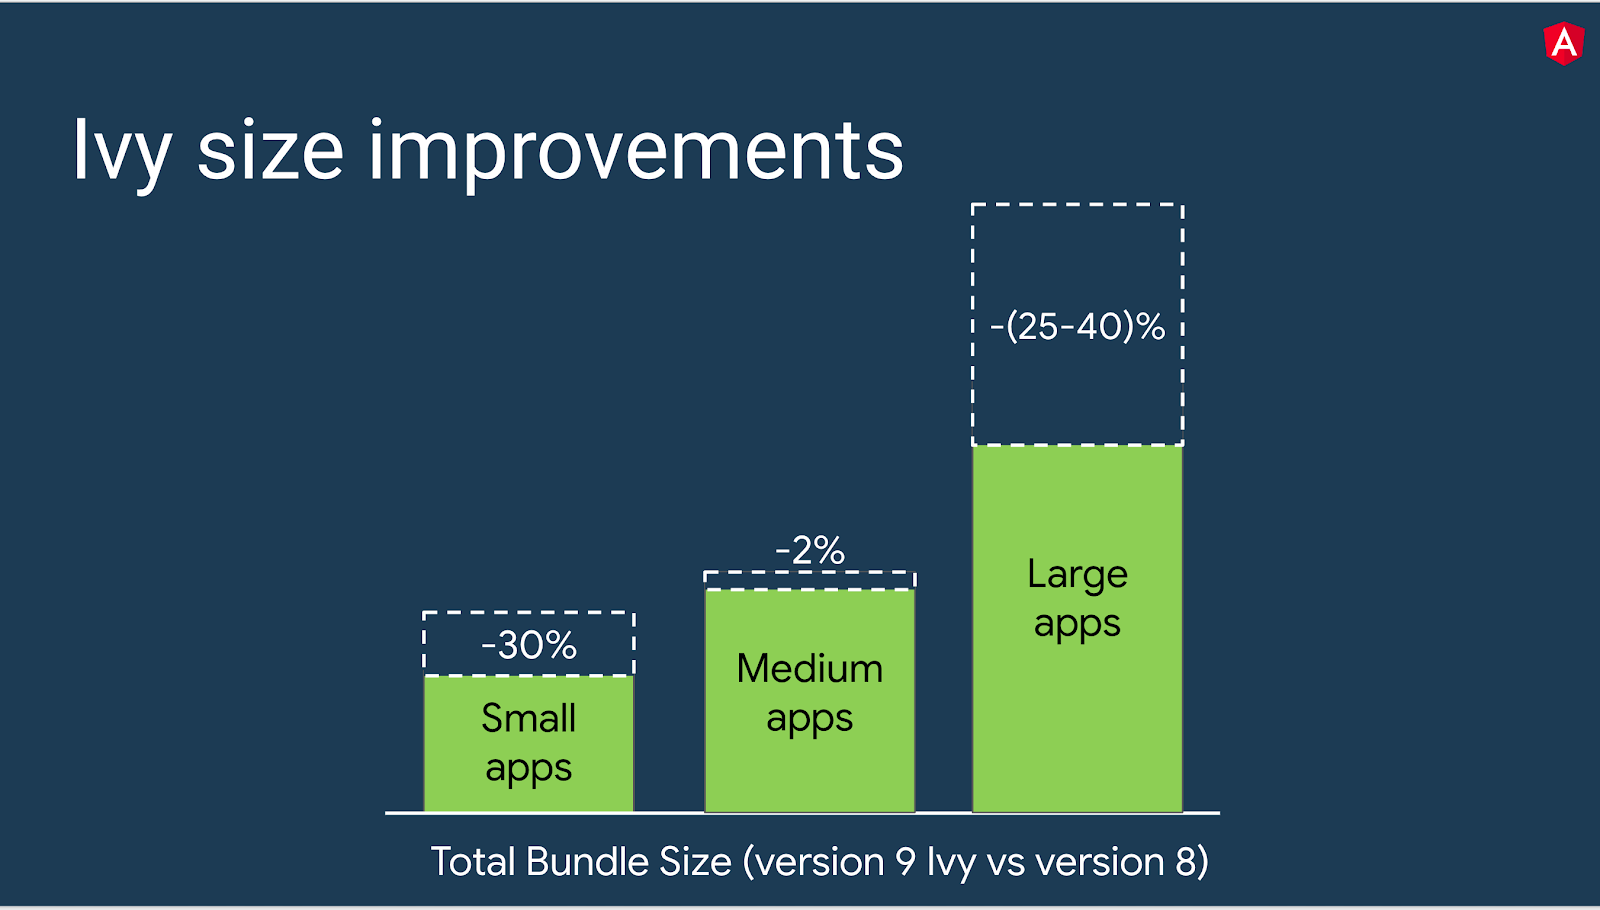 A
Ivy size improvements
-(25-40)%
-2%
-30%
Large
apps
Medium
apps
Small
apps
Total Bundle Size (version 9 Ivy vs version 8)